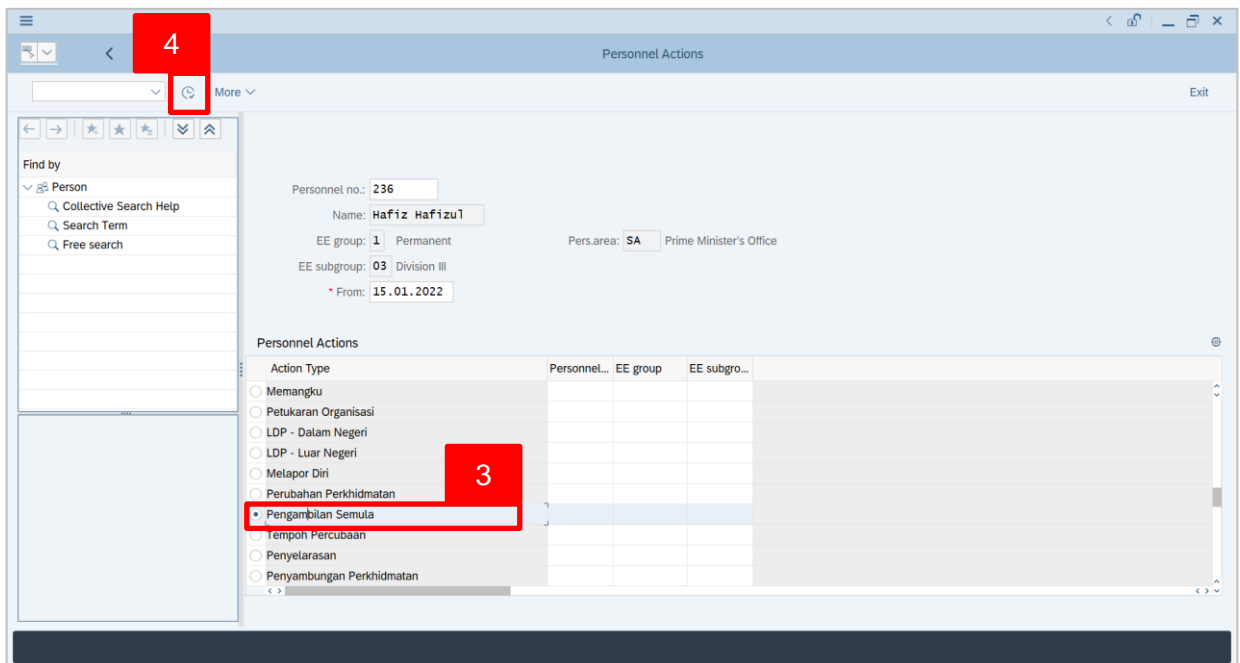 4
Personnel Actions
More
Exit
Find by
Person
Collective Search Help
Search Term
Free search
Personnel no.: 236
Name: Hafiz Hafizul
EE group: 1 Permanent Pers.area: SA Prime Minister's Office
EE subgroup: 03 Division III
* From: 15.01.2022
Personnel Actions
Action Type Personnel... EE group EE subgro...
Memangku
Petukaran Organisasi
LDP - Dalam Negeri
LDP - Luar Negeri
Melapor Diri
3
Perubahan Perkhidmatan
Pengambilan Semula
Tempoh Percubaan
Penyelarasan
Penyambungan Perkhidmatan